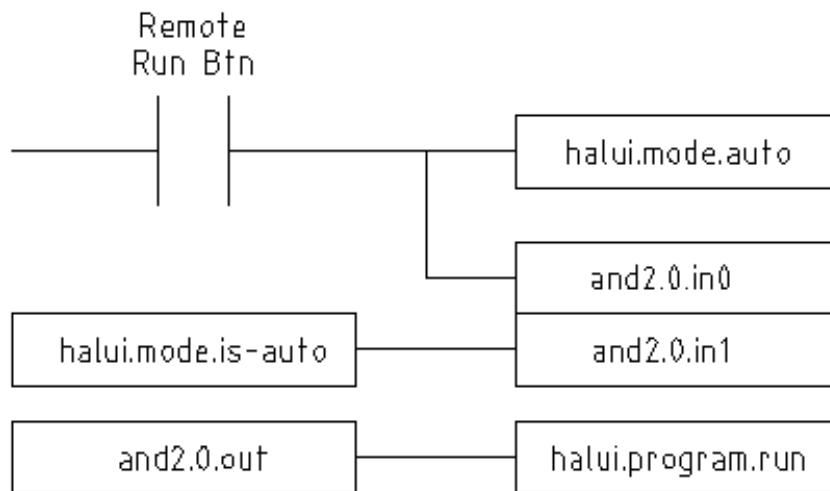 Remote
Run Btn
halui.mode.auto
and2.0.in0
halui.mode.is-auto
and2.0.in1
and2.0.out
halui.program.run